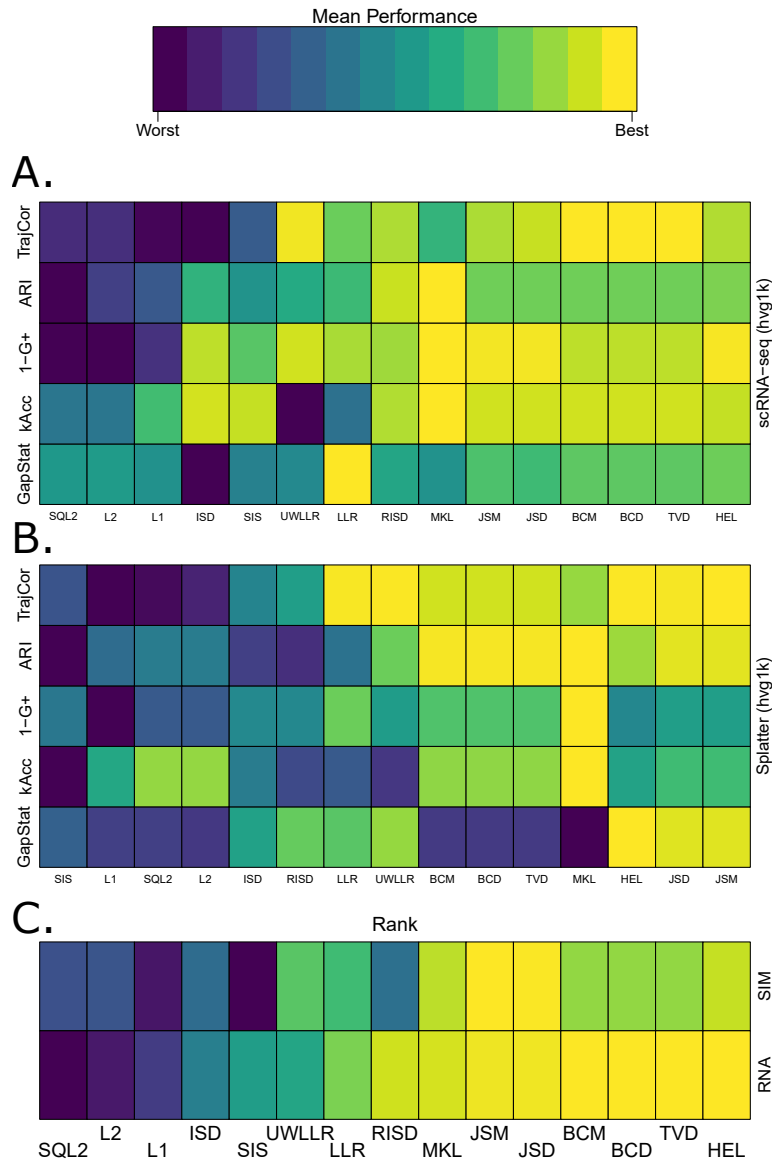 Mean Performance
Worst Best
A.
TrajCor
ARI
1−G+
kAcc
GapStat
scRNA−seq (hvg1k)
SQL2 L2 L1 ISD SIS UWLLR LLR RISD MKL JSM JSD BCM BCD TVD HEL
B.
TrajCor
ARI
1−G+
kAcc
GapStat
Splatter (hvg1k)
SIS L1 SQL2 L2 ISD RISD LLR UWLLR BCM BCD TVD MKL HEL JSD JSM
C.
Rank
SIM
RNA
SQL2 L2 L1 ISD SIS UWLLR LLR RISD MKL JSM JSD BCM BCD TVD HEL